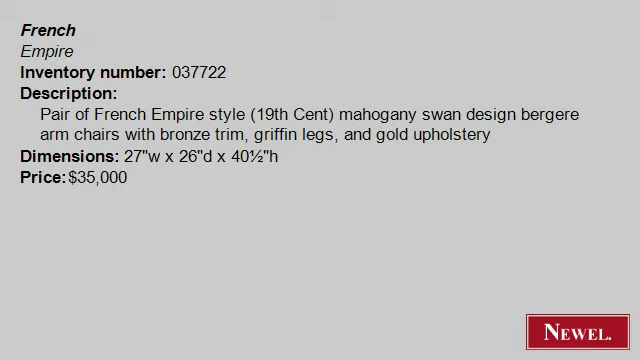 French
Empire
Inventory number: 037722
Description:
Pair of French Empire style (19th Cent) mahogany swan design bergere
arm chairs with bronze trim, griffin legs, and gold upholstery
Dimensions: 27"w x 26"d x 40½"h
Price: $35,000
NEWEL.